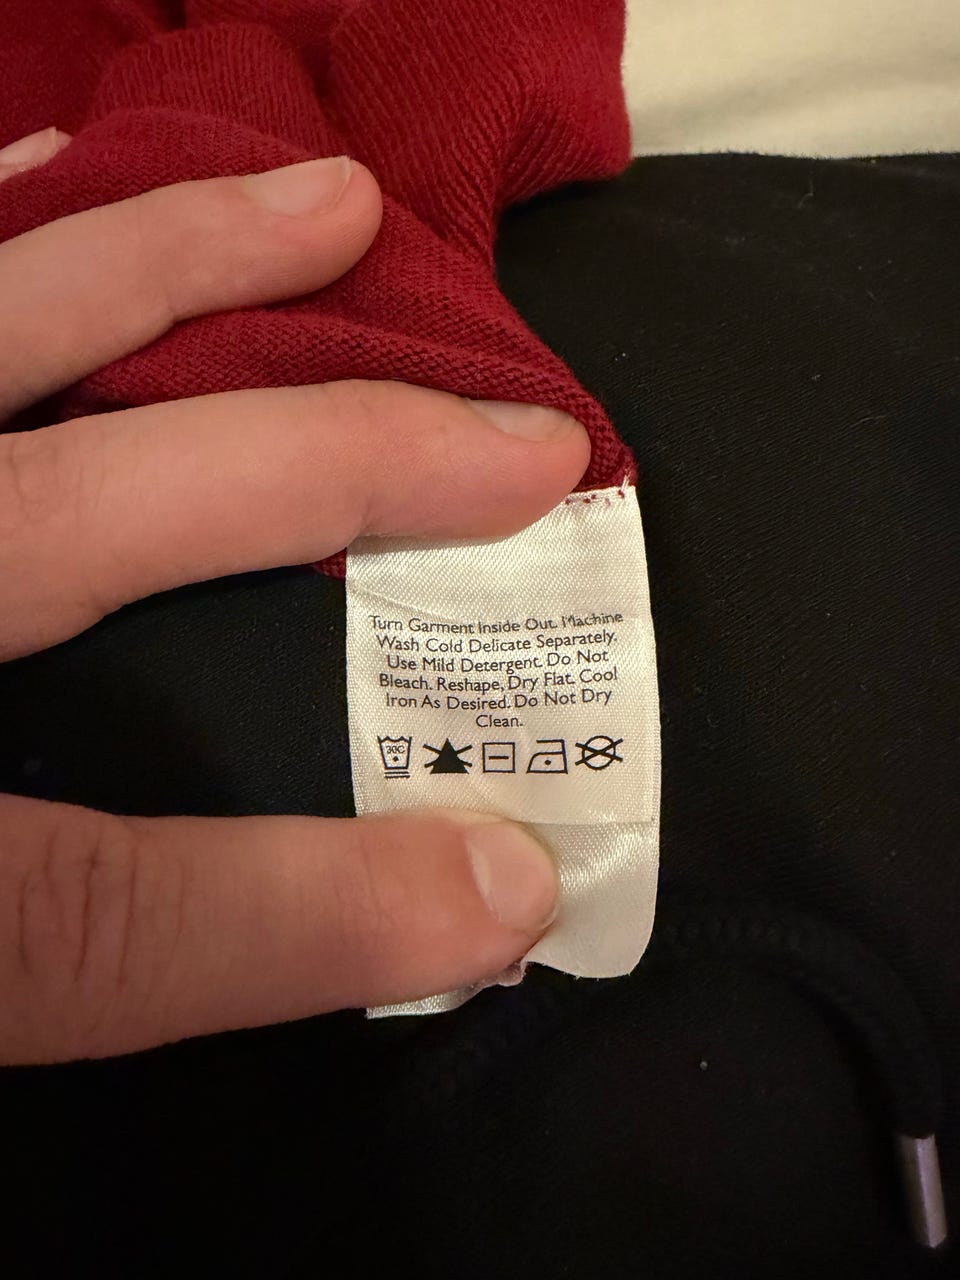 Turn Garment Inside Out. Machine
Wash Cold Delicate Separately.
Use Mild Detergent. Do Not
Bleach. Reshape, Dry Flat. Cool
Iron As Desired. Do Not Dry
Clean.
30C